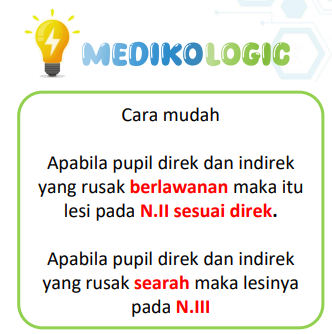 MEDIKOLOGIC
Cara mudah
Apabila pupil direk dan indirek
yang rusak berlawanan maka itu
lesi pada N.II sesuai direk.
Apabila pupil direk dan indirek
yang rusak searah maka lesinya
pada N.III